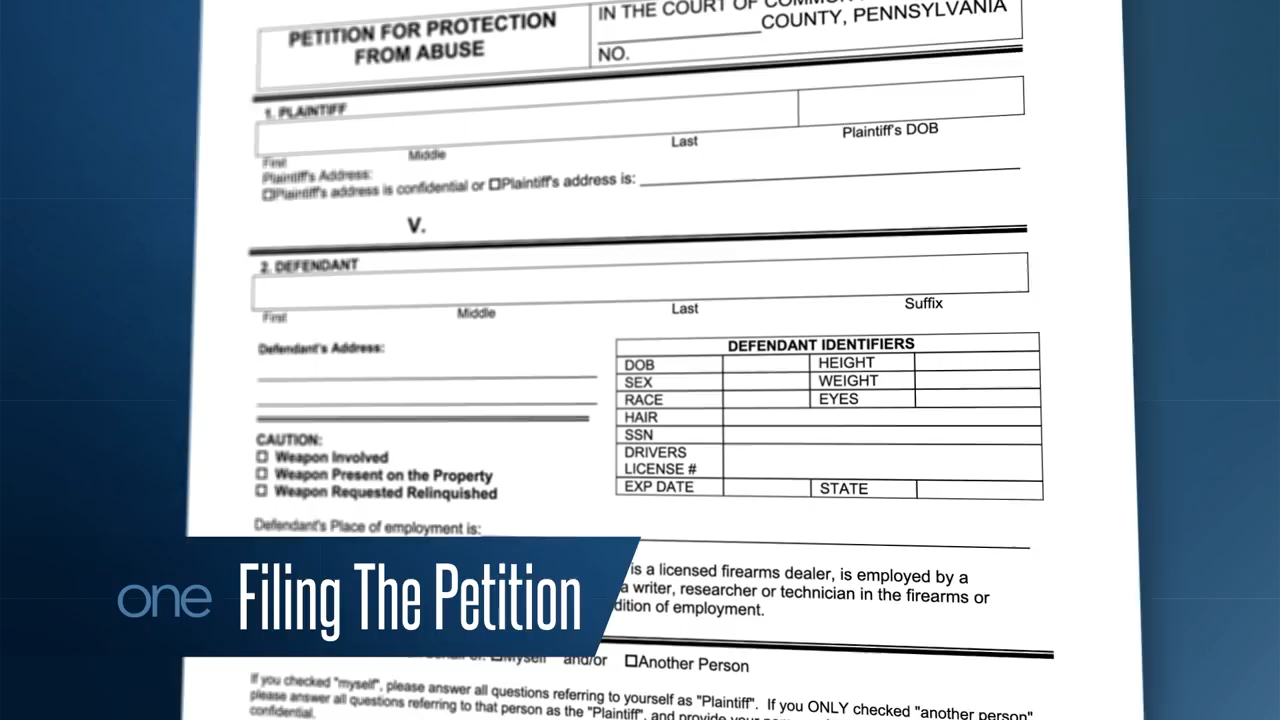 PETITION FOR PROTECTION
FROM ABUSE
IN THE COURT OF COMMON
COUNTY, PENNSYLVANIA
NO.
1. PLAINTIFF
First Middle Last Plaintiff's DOB
Plaintiff's Address:
☐Plaintiff's address is confidential or ☐Plaintiff's address is:
V.
2. DEFENDANT
First Middle Last Suffix
Defendant's Address:
DEFENDANT IDENTIFIERS
DOB HEIGHT
SEX WEIGHT
RACE EYES
HAIR
SSN
DRIVERS
LICENSE #
EXP DATE STATE
CAUTION:
☐ Weapon Involved
☐ Weapon Present on the Property
☐ Weapon Requested Relinquished
Defendant's Place of employment is:
is a licensed firearms dealer, is employed by a
a writer, researcher or technician in the firearms or
dition of employment.
one Filing The Petition
☐Myself and/or ☐Another Person
If you checked "myself", please answer all questions referring to yourself as "Plaintiff". If you ONLY checked "another person"
please answer all questions referring to that person as the "Plaintiff", and provide your
confidential.